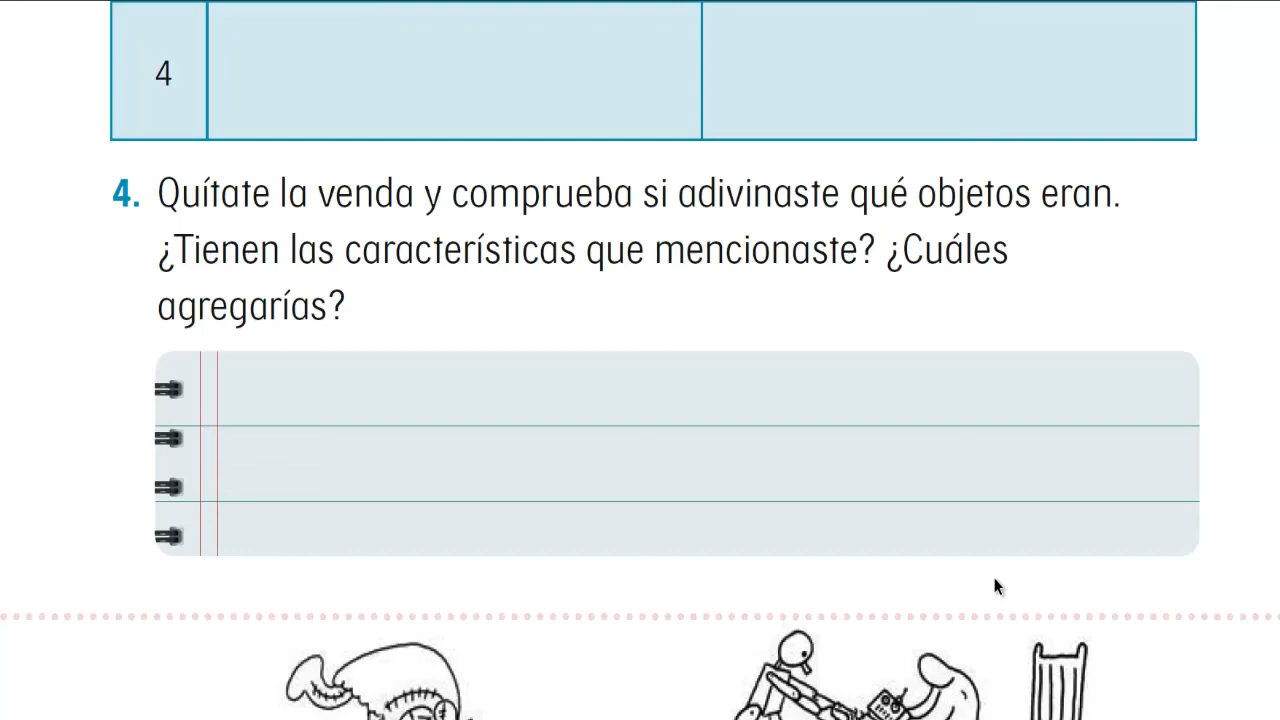 4
4. Quítate la venda y comprueba si adivinaste qué objetos eran.
¿Tienen las características que mencionaste? ¿Cuáles
agregarías?